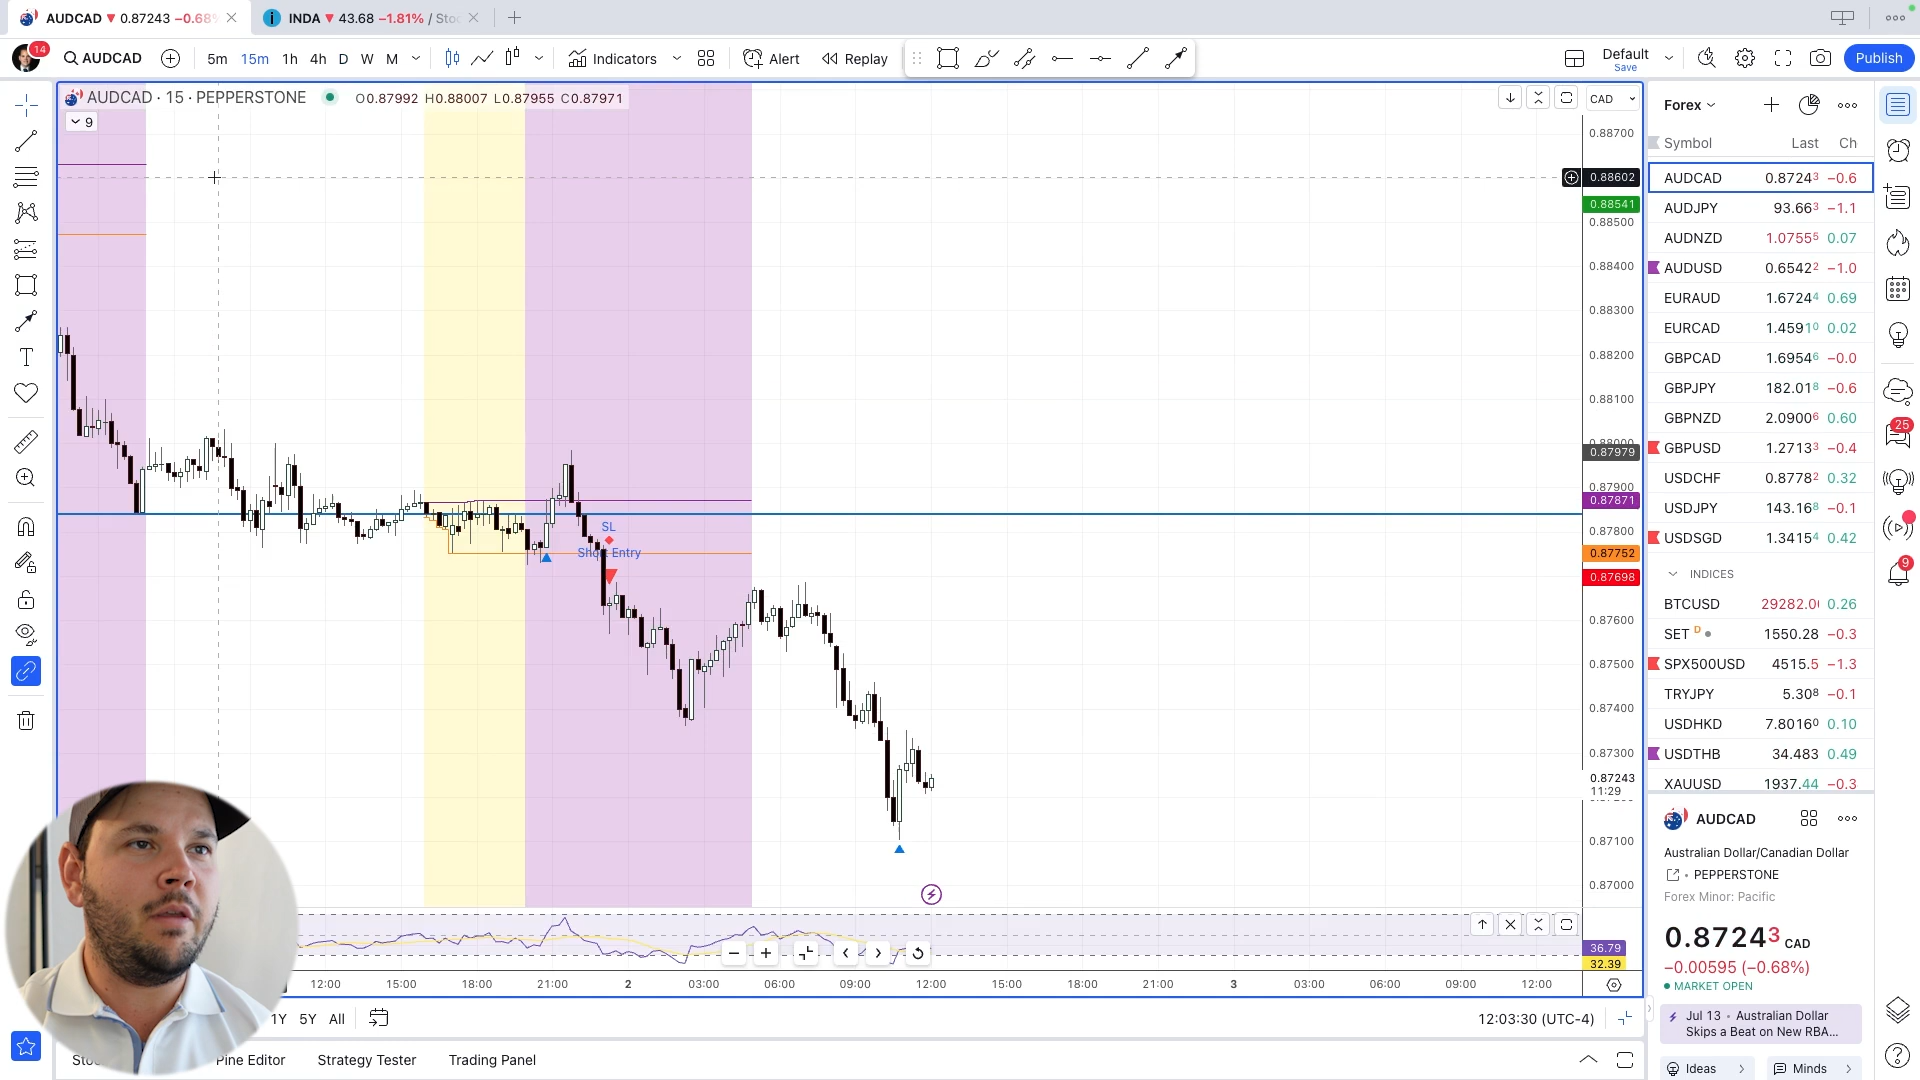 AUDCAD ▼ 0.87243 −0.68%
INDA ▼ 43.68 −1.81% / Stoc
14
AUDCAD
5m 15m 1h 4h D W M
Indicators
Alert
Replay
Default
Save
Publish
AUDCAD · 15 · PEPPERSTONE
O0.87992 H0.88007 L0.87955 C0.87971
9
CAD
0.88700
0.88602
0.88541
0.88500
0.88400
0.88300
0.88200
0.88100
0.88000
0.87979
0.87900
0.87871
0.87800
0.87752
0.87698
0.87600
0.87500
0.87400
0.87300
0.87243
11:29
0.87100
0.87000
SL
Short Entry
36.79
32.39
12:00 15:00 18:00 21:00 2 03:00 06:00 09:00 12:00 15:00 18:00 21:00 3 03:00 06:00 09:00 12:00
1Y 5Y All
12:03:30 (UTC-4)
Pine Editor
Strategy Tester
Trading Panel
Forex
Symbol Last Ch
AUDCAD 0.87243 −0.6
AUDJPY 93.663 −1.1
AUDNZD 1.07555 0.07
AUDUSD 0.65422 −1.0
EURAUD 1.67244 0.69
EURCAD 1.45910 0.02
GBPCAD 1.69546 −0.0
GBPJPY 182.018 −0.6
GBPNZD 2.09006 0.60
GBPUSD 1.27133 −0.4
USDCHF 0.87782 0.32
USDJPY 143.168 −0.1
USDSGD 1.34154 0.42
INDICES
BTCUSD 29282.0 0.26
SET D 1550.28 −0.3
SPX500USD 4515.5 −1.3
TRYJPY 5.308 −0.1
USDHKD 7.80160 0.10
USDTHB 34.483 0.49
XAUUSD 1937.44 −0.3
AUDCAD
Australian Dollar/Canadian Dollar
PEPPERSTONE
Forex Minor: Pacific
0.87243 CAD
−0.00595 (−0.68%)
MARKET OPEN
Jul 13 • Australian Dollar
Skips a Beat on New RBA...
Ideas
Minds
25
9